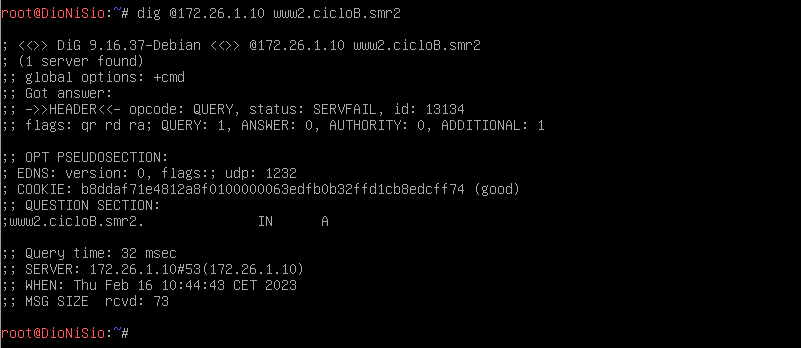 root@DioNiSio:~# dig @172.26.1.10 www2.cicloB.smr2
; <<>> DiG 9.16.37-Debian <<>> @172.26.1.10 www2.cicloB.smr2
; (1 server found)
;; global options: +cmd
;; Got answer:
;; ->>HEADER<<- opcode: QUERY, status: SERVFAIL, id: 13134
;; flags: qr rd ra; QUERY: 1, ANSWER: 0, AUTHORITY: 0, ADDITIONAL: 1
;; OPT PSEUDOSECTION:
; EDNS: version: 0, flags:; udp: 1232
; COOKIE: b8ddaf71e4812a8f0100000063edfb0b32ffd1cb8edcff74 (good)
;; QUESTION SECTION:
;www2.cicloB.smr2. IN A
;; Query time: 32 msec
;; SERVER: 172.26.1.10#53(172.26.1.10)
;; WHEN: Thu Feb 16 10:44:43 CET 2023
;; MSG SIZE rcvd: 73
root@DioNiSio:~#